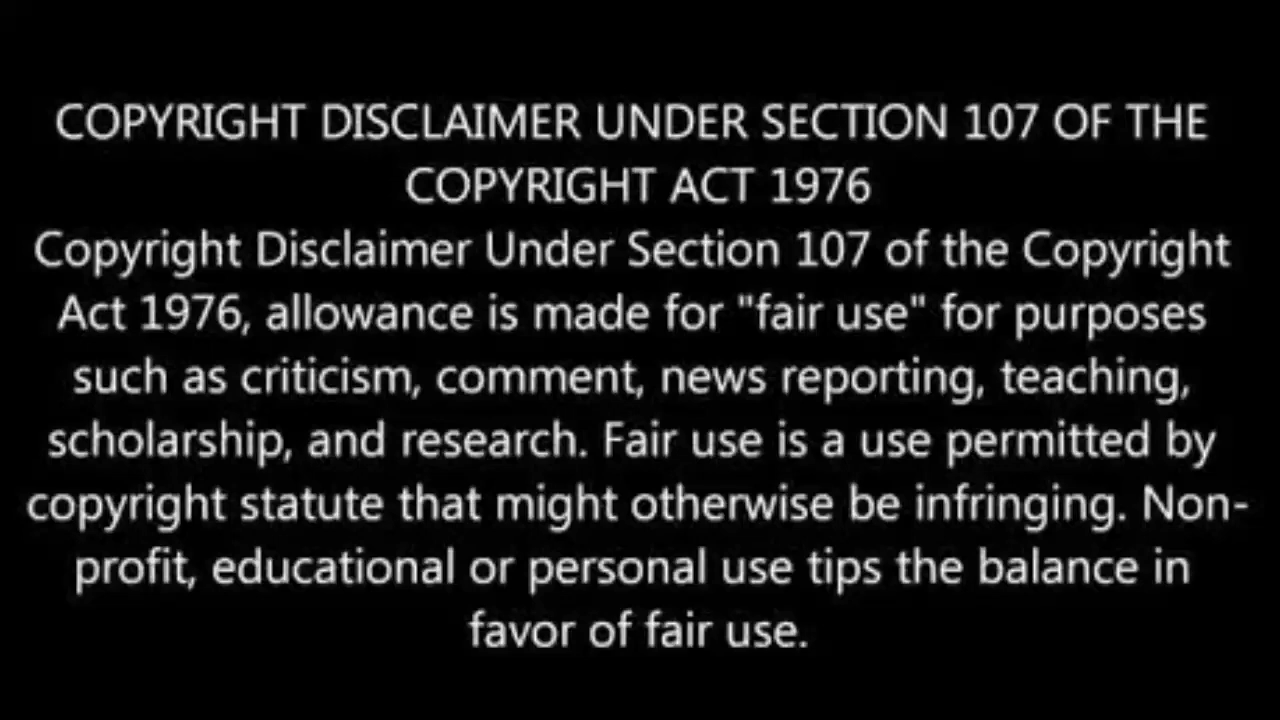 COPYRIGHT DISCLAIMER UNDER SECTION 107 OF THE
COPYRIGHT ACT 1976
Copyright Disclaimer Under Section 107 of the Copyright
Act 1976, allowance is made for "fair use" for purposes
such as criticism, comment, news reporting, teaching,
scholarship, and research. Fair use is a use permitted by
copyright statute that might otherwise be infringing. Non-
profit, educational or personal use tips the balance in
favor of fair use.